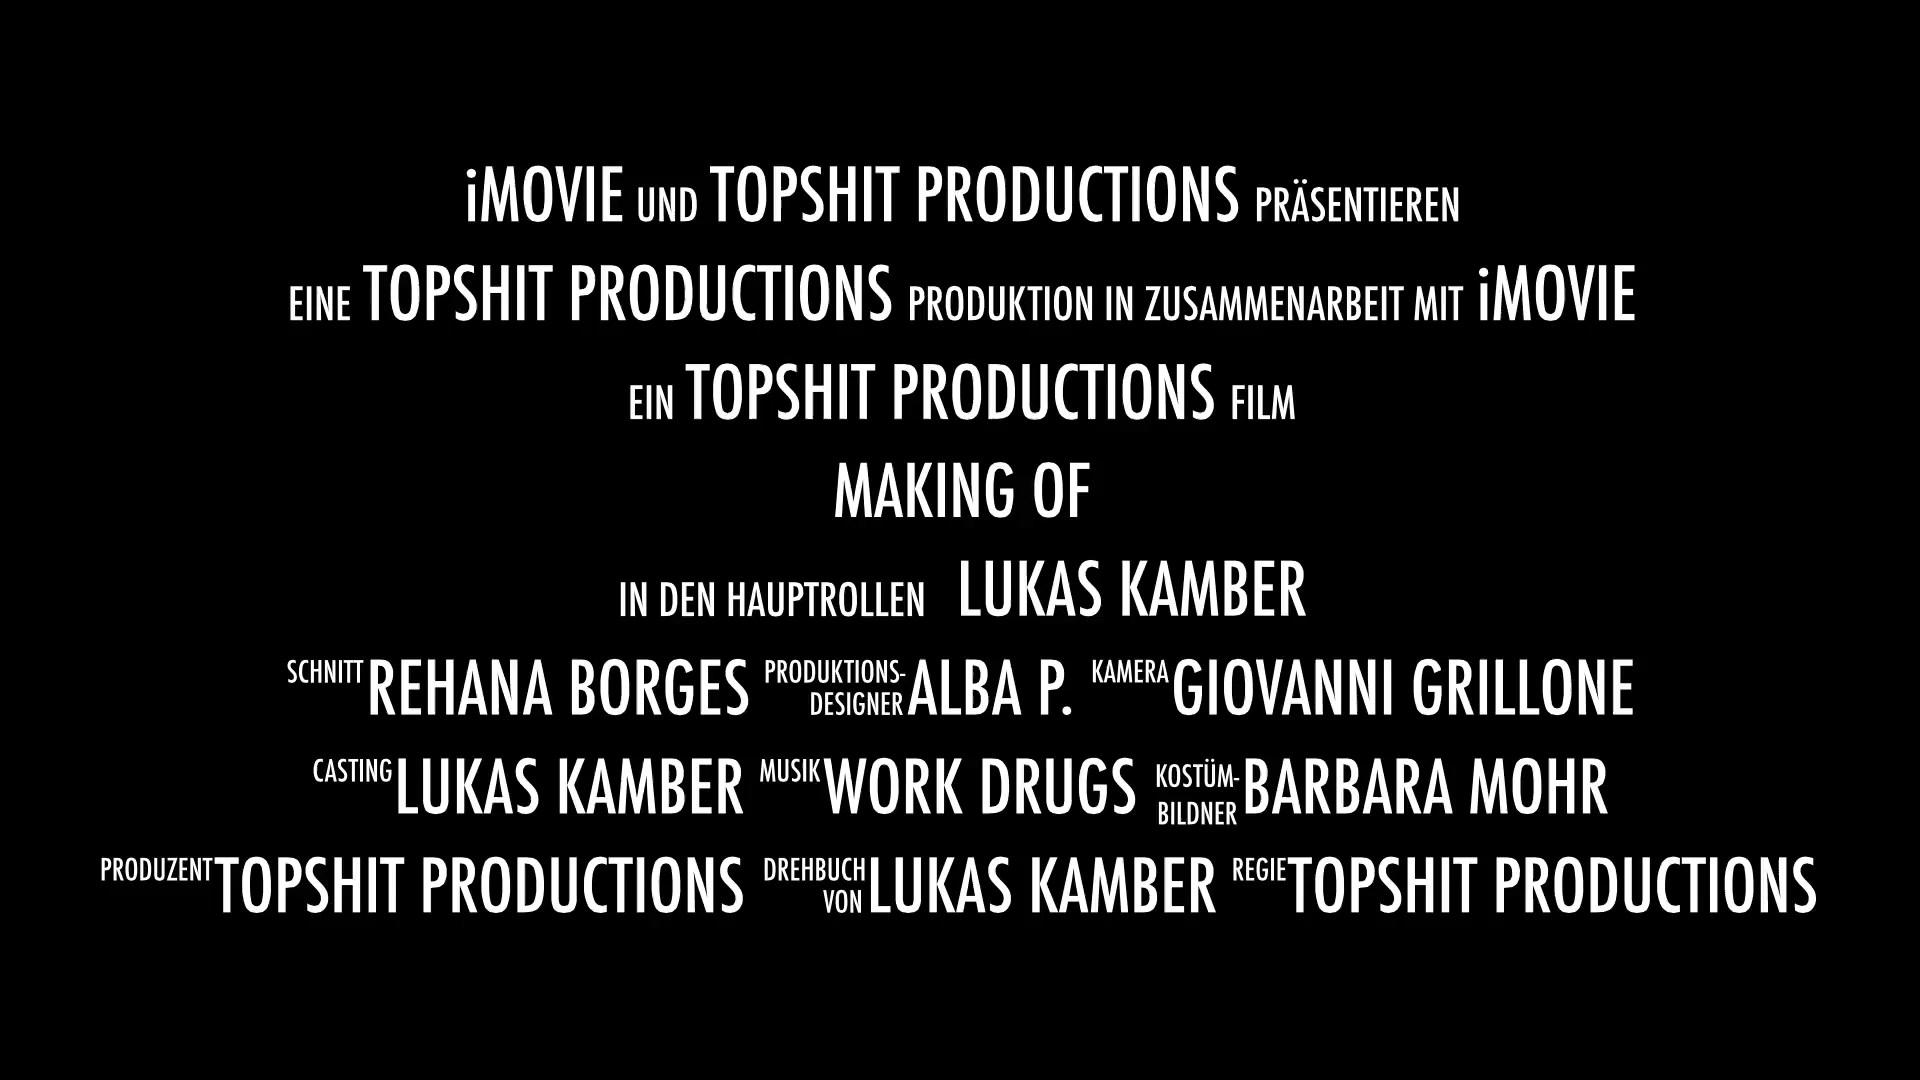 iMOVIE UND TOPSHIT PRODUCTIONS PRÄSENTIEREN
EINE TOPSHIT PRODUCTIONS PRODUKTION IN ZUSAMMENARBEIT MIT iMOVIE
EIN TOPSHIT PRODUCTIONS FILM
MAKING OF
IN DEN HAUPTROLLEN LUKAS KAMBER
SCHNITT REHANA BORGES PRODUKTIONS-DESIGNER ALBA P. KAMERA GIOVANNI GRILLONE
CASTING LUKAS KAMBER MUSIK WORK DRUGS KOSTÜM-BILDNER BARBARA MOHR
PRODUZENT TOPSHIT PRODUCTIONS DREHBUCH VON LUKAS KAMBER REGIE TOPSHIT PRODUCTIONS